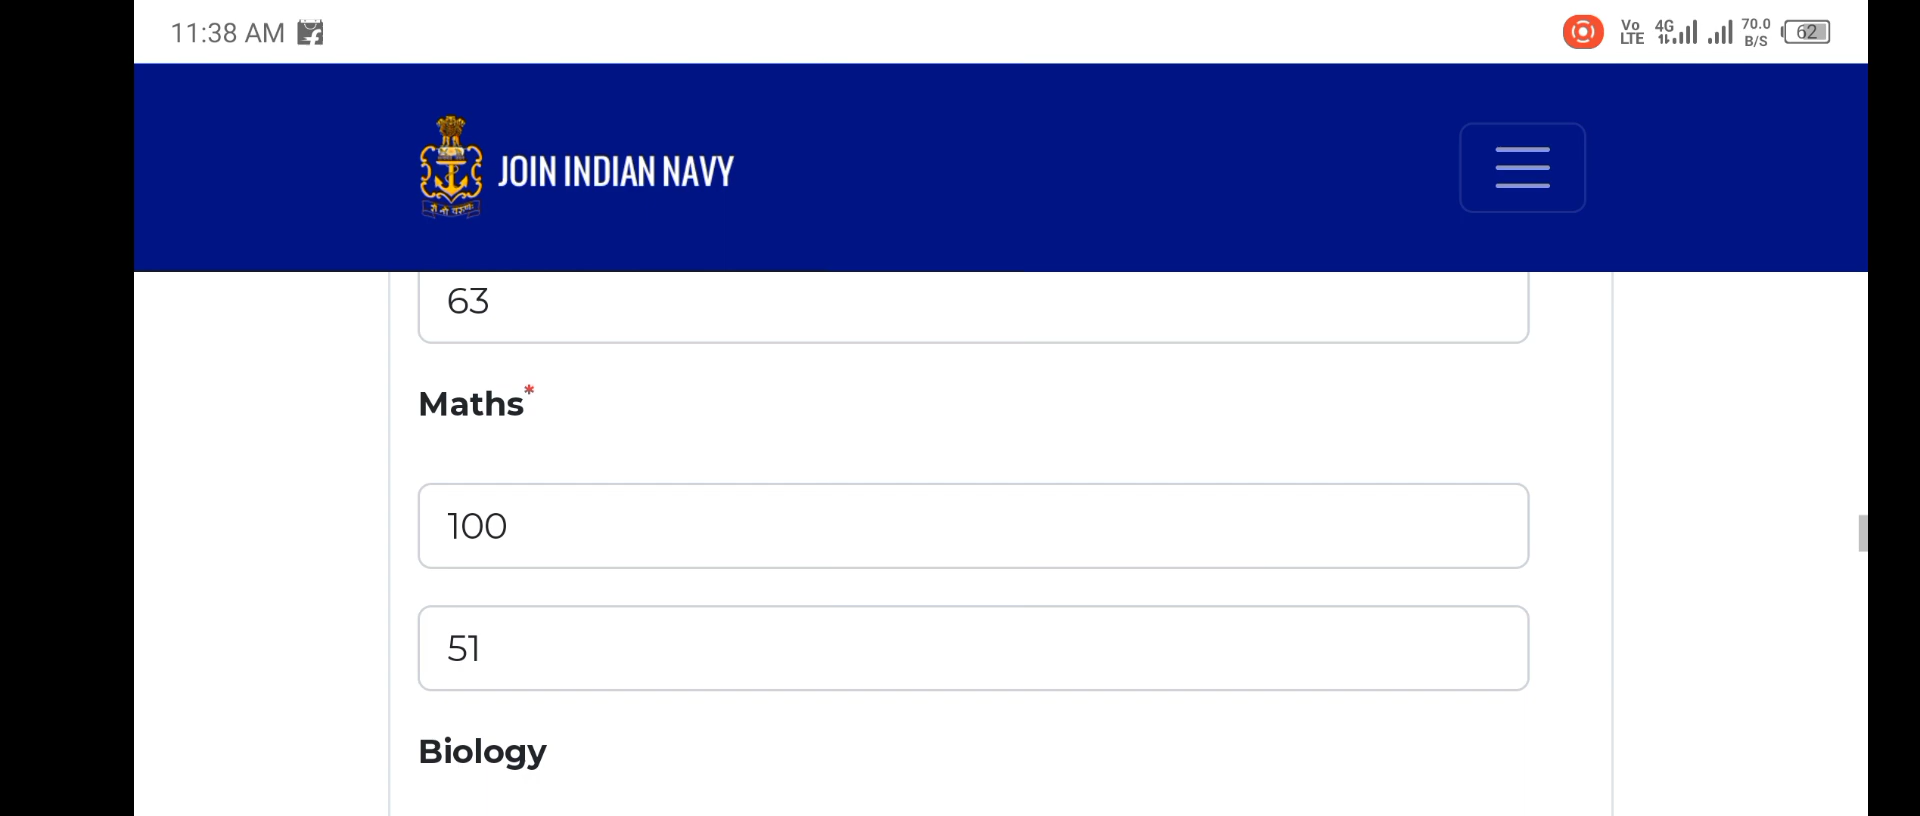 11:38 AM
Vo LTE 4G 70.0 B/S 62
JOIN INDIAN NAVY
63
Maths*
100
51
Biology